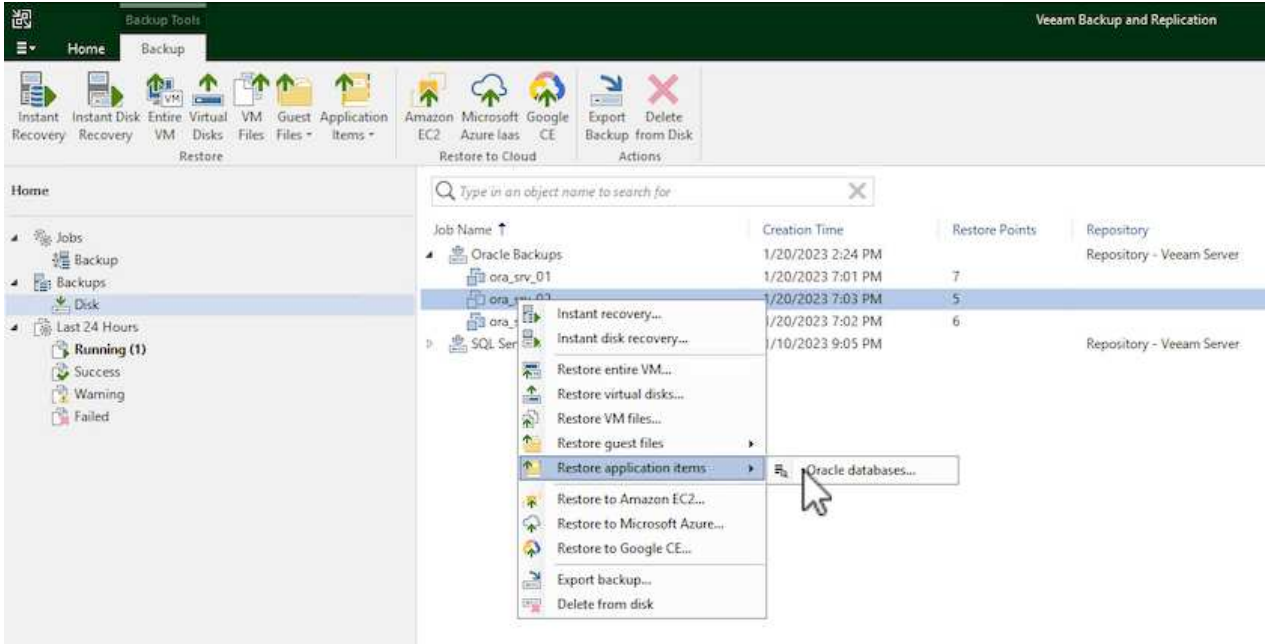 Backup Tools
Veeam Backup and Replication
Home Backup
Instant Recovery
Instant Disk Recovery
Entire VM
Virtual Disks
VM Files
Guest Files
Application Items
Restore
Amazon EC2
Microsoft Azure Iaas
Google CE
Restore to Cloud
Export Backup
Delete from Disk
Actions
Home
Jobs
Backup
Backups
Disk
Last 24 Hours
Running (1)
Success
Warning
Failed
Type in an object name to search for
Job Name Creation Time Restore Points Repository
Oracle Backups 1/20/2023 2:24 PM Repository - Veeam Server
ora_srv_01 1/20/2023 7:01 PM 7
1/20/2023 7:03 PM 5
1/20/2023 7:02 PM 6
SQL Ser 1/10/2023 9:05 PM Repository - Veeam Server
Instant recovery...
Instant disk recovery...
Restore entire VM...
Restore virtual disks...
Restore VM files...
Restore guest files
Restore application items
Oracle databases...
Restore to Amazon EC2...
Restore to Microsoft Azure...
Restore to Google CE...
Export backup...
Delete from disk